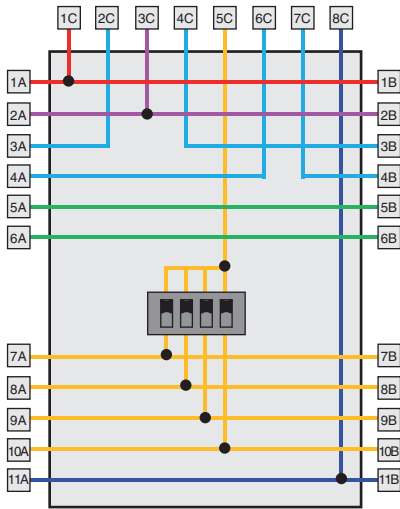 1C 2C 3C 4C 5C 6C 7C 8C
1A 1B
2A 2B
3A 3B
4A 4B
5A 5B
6A 6B
7A 7B
8A 8B
9A 9B
10A 10B
11A 11B